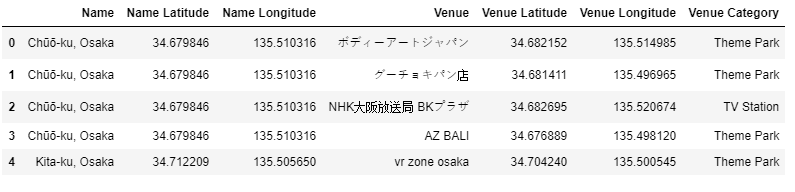 Name Name Latitude Name Longitude Venue Venue Latitude Venue Longitude Venue Category
0 Chūō-ku, Osaka 34.679846 135.510316 ボディーアートジャパン 34.682152 135.514985 Theme Park
1 Chūō-ku, Osaka 34.679846 135.510316 グーチョキパン店 34.681411 135.496965 Theme Park
2 Chūō-ku, Osaka 34.679846 135.510316 NHK大阪放送局 BKプラザ 34.682695 135.520674 TV Station
3 Chūō-ku, Osaka 34.679846 135.510316 AZ BALI 34.676889 135.498120 Theme Park
4 Kita-ku, Osaka 34.712209 135.505650 vr zone osaka 34.704240 135.500545 Theme Park